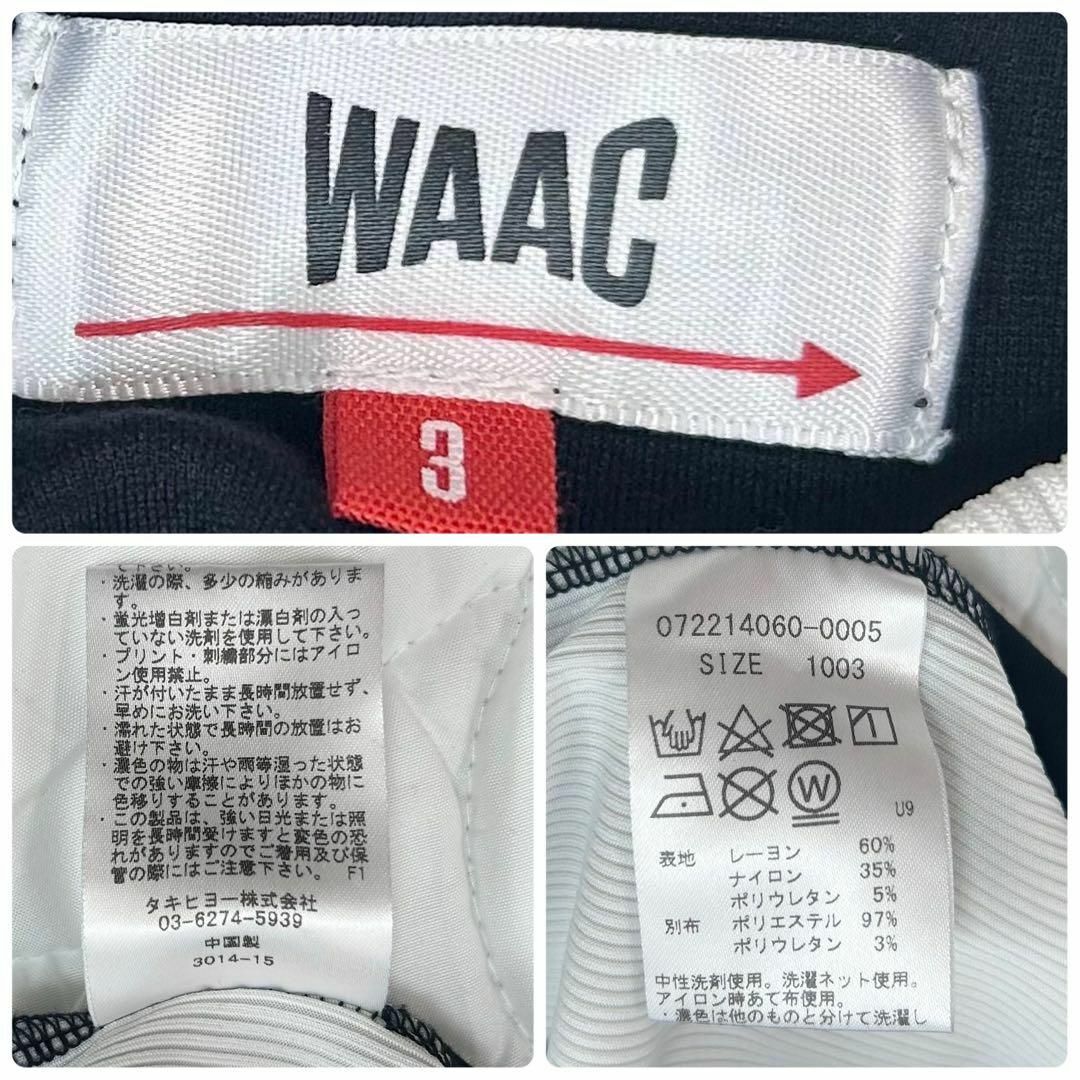 WAAC
3
て下さい。
・洗濯の際、多少の縮みがありま
す。
・蛍光増白剤または漂白剤の入っ
ていない洗剤を使用して下さい。
・プリント・刺繍部分にはアイロ
ン使用禁止。
・汗が付いたまま長時間放置せず、
早めにお洗い下さい。
・濡れた状態で長時間の放置はお
避け下さい。
・濃色の物は汗や雨等湿った状態
での強い摩擦によりほかの物に
色移りすることがあります。
・この製品は、強い日光または照
明を長時間受けますと変色の恐
れがありますのでご着用及び保
管の際にはご注意下さい。 F1
タキヒヨー株式会社
03-6274-5939
中国製
3014-15
072214060-0005
SIZE 1003
W
U9
表地 レーヨン 60%
ナイロン 35%
ポリウレタン 5%
別布 ポリエステル 97%
ポリウレタン 3%
中性洗剤使用。洗濯ネット使用。
アイロン時あて布使用。
・濃色は他のものと分けて洗濯し